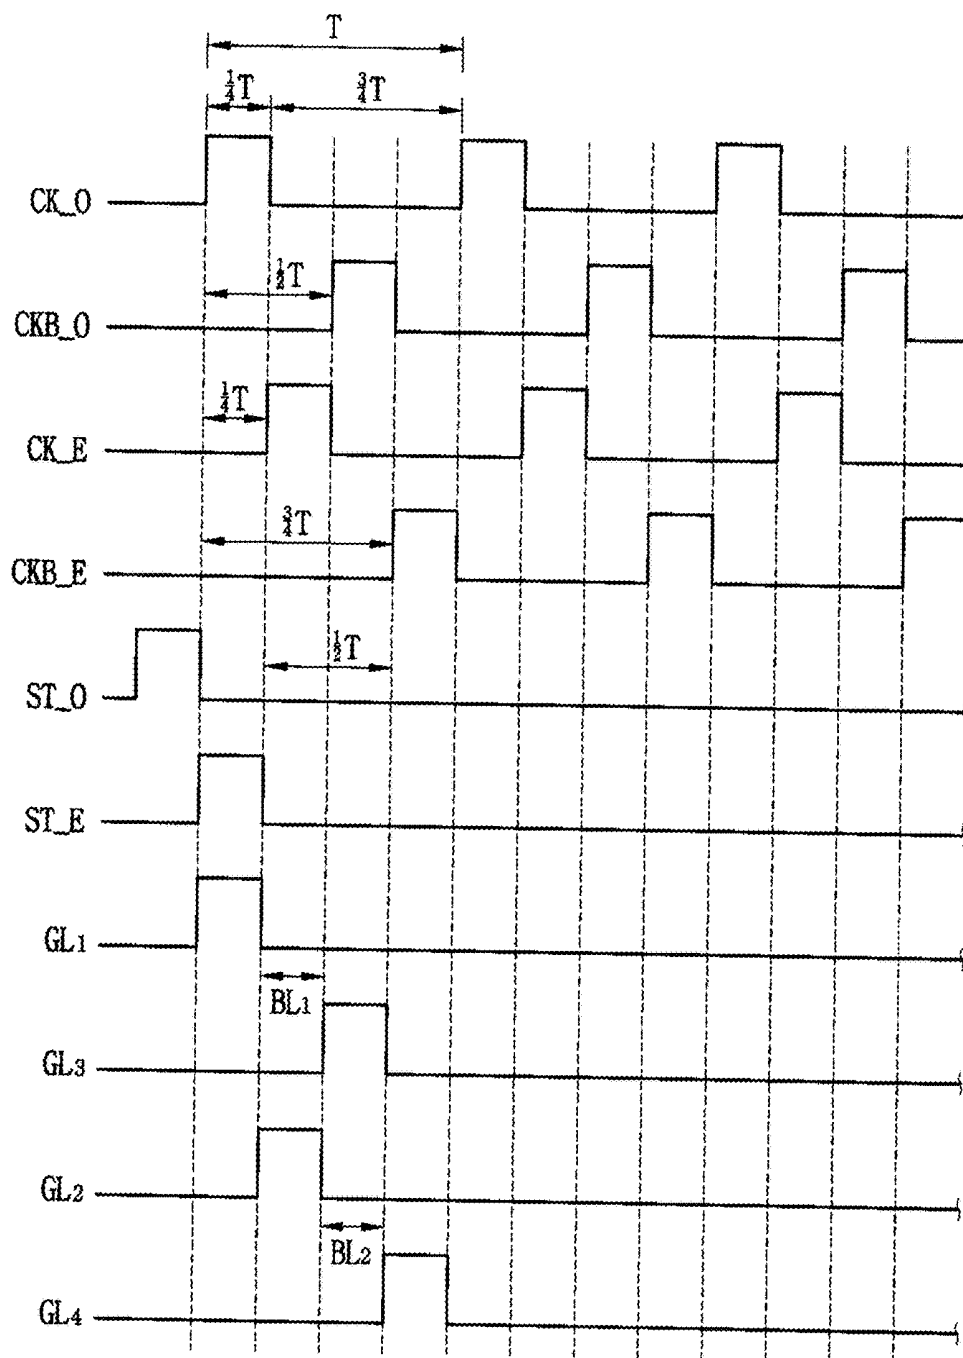 T
¼T ¾T
CK_O
½T
CKB_O
¼T
CK_E
¾T
CKB_E
½T
ST_O
ST_E
GL1
BL1
GL3
GL2
BL2
GL4